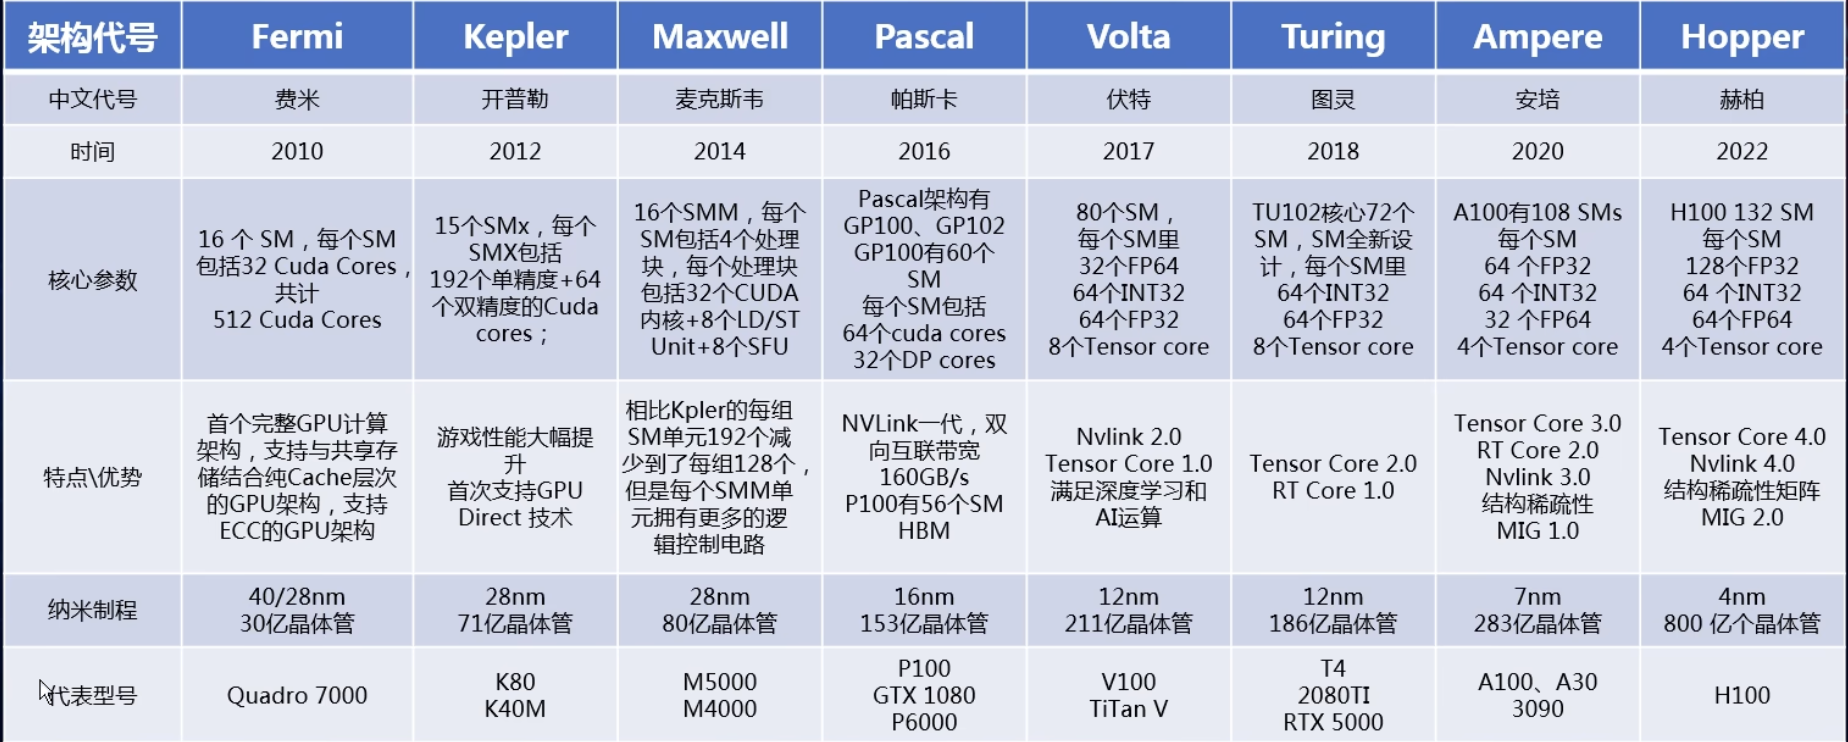 架构代号 Fermi Kepler Maxwell Pascal Volta Turing Ampere Hopper
中文代号 费米 开普勒 麦克斯韦 帕斯卡 伏特 图灵 安培 赫柏
时间 2010 2012 2014 2016 2017 2018 2020 2022
核心参数
16 个 SM，每个SM
包括32 Cuda Cores，
共计
512 Cuda Cores
15个SMx，每个
SMX包括
192个单精度+64
个双精度的Cuda
cores；
16个SMM，每个
SM包括4个处理
块，每个处理块
包括32个CUDA
内核+8个LD/ST
Unit+8个SFU
Pascal架构有
GP100、GP102
GP100有60个
SM
每个SM包括
64个cuda cores
32个DP cores
80个SM，
每个SM里
32个FP64
64个INT32
64个FP32
8个Tensor core
TU102核心72个
SM，SM全新设
计，每个SM里
64个INT32
64个FP32
8个Tensor core
A100有108 SMs
每个SM
64 个FP32
64 个INT32
32 个FP64
4个Tensor core
H100 132 SM
每个SM
128个FP32
64 个INT32
64个FP64
4个Tensor core
特点\优势
首个完整GPU计算
架构，支持与共享存
储结合纯Cache层次
的GPU架构，支持
ECC的GPU架构
游戏性能大幅提
升
首次支持GPU
Direct 技术
相比Kpler的每组
SM单元192个减
少到了每组128个，
但是每个SMM单
元拥有更多的逻
辑控制电路
NVLink一代，双
向互联带宽
160GB/s
P100有56个SM
HBM
Nvlink 2.0
Tensor Core 1.0
满足深度学习和
AI运算
Tensor Core 2.0
RT Core 1.0
Tensor Core 3.0
RT Core 2.0
Nvlink 3.0
结构稀疏性
MIG 1.0
Tensor Core 4.0
Nvlink 4.0
结构稀疏性矩阵
MIG 2.0
纳米制程
40/28nm
30亿晶体管
28nm
71亿晶体管
28nm
80亿晶体管
16nm
153亿晶体管
12nm
211亿晶体管
12nm
186亿晶体管
7nm
283亿晶体管
4nm
800 亿个晶体管
代表型号
Quadro 7000
K80
K40M
M5000
M4000
P100
GTX 1080
P6000
V100
TiTan V
T4
2080TI
RTX 5000
A100、A30
3090
H100